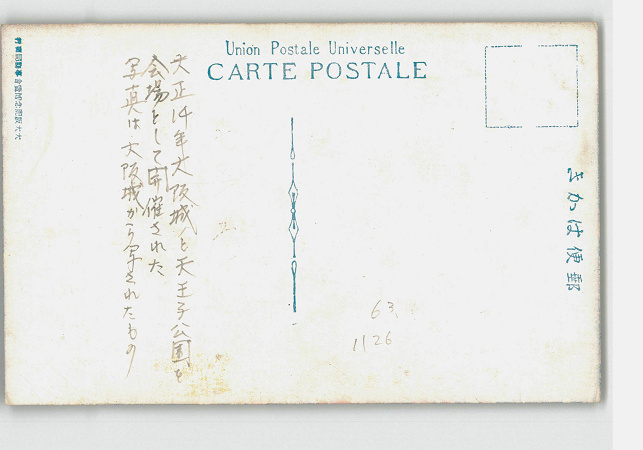 Union Postale Universelle
CARTE POSTALE
きかは便郵
大正14年大阪城と天王寺公園を
会場として開催された
写真は大阪城から写されたもの
63
1126